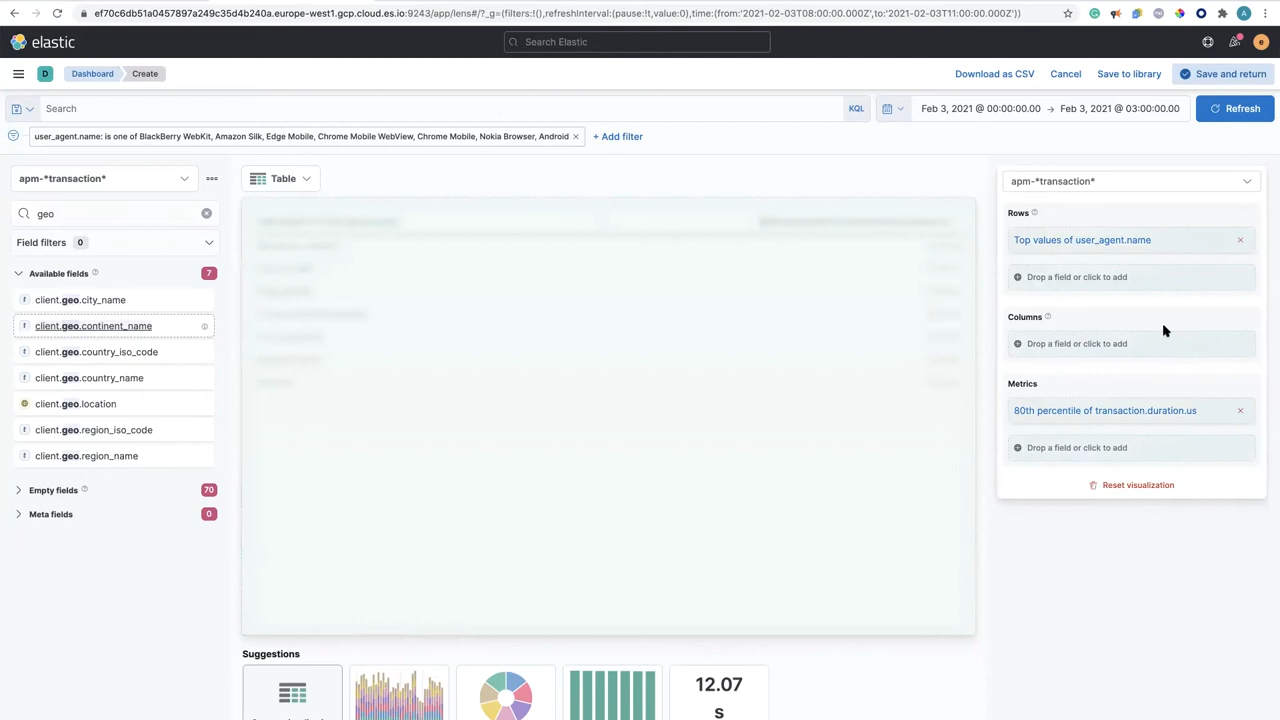 ef70c6db51a0457897a249c35d4b240a.europe-west1.gcp.cloud.es.io:9243/app/lens#/?_g=(filters:!(),refreshInterval:(pause:!t,value:0),time:(from:'2021-02-03T08:00:00.000Z',to:'2021-02-03T11:00:00.000Z'))
A
elastic
Search Elastic
e
D
Dashboard
Create
Download as CSV
Cancel
Save to library
Save and return
Search
KQL
Feb 3, 2021 @ 00:00:00.00
→
Feb 3, 2021 @ 03:00:00.00
Refresh
user_agent.name: is one of BlackBerry WebKit, Amazon Silk, Edge Mobile, Chrome Mobile WebView, Chrome Mobile, Nokia Browser, Android ×
+ Add filter
apm-*transaction*
geo
Field filters 0
Available fields 7
t client.geo.city_name
t client.geo.continent_name
t client.geo.country_iso_code
t client.geo.country_name
client.geo.location
t client.geo.region_iso_code
t client.geo.region_name
Empty fields 70
Meta fields 0
Table
Suggestions
12.07
s
apm-*transaction*
Rows
Top values of user_agent.name
Drop a field or click to add
Columns
Drop a field or click to add
Metrics
80th percentile of transaction.duration.us
Drop a field or click to add
Reset visualization